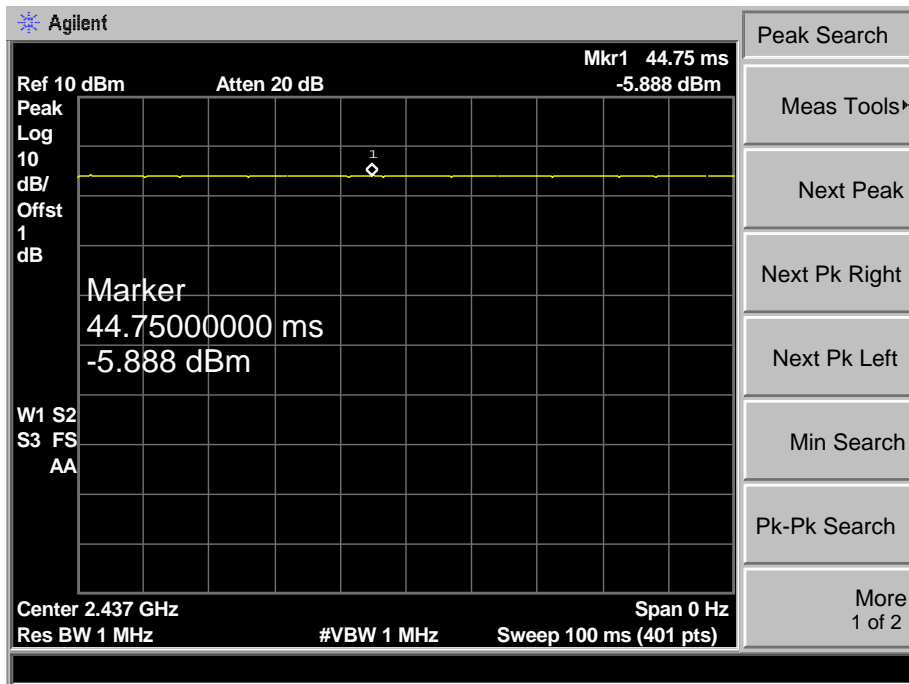 Agilent
Peak Search
Mkr1 44.75 ms
Ref 10 dBm Atten 20 dB -5.888 dBm
Peak
Log
10
dB/
Offst
1
dB
1
Marker
44.75000000 ms
-5.888 dBm
W1 S2
S3 FS
AA
Center 2.437 GHz Span 0 Hz
Res BW 1 MHz #VBW 1 MHz Sweep 100 ms (401 pts)
Meas Tools
Next Peak
Next Pk Right
Next Pk Left
Min Search
Pk-Pk Search
More
1 of 2